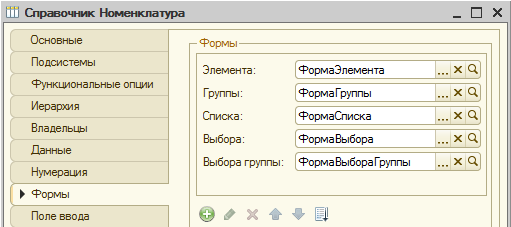 Справочник Номенклатура
Основные
Подсистемы
Функциональные опции
Иерархия
Владельцы
Данные
Нумерация
Формы
Поле ввода
Формы
Элемента: ФормаЭлемента ...
Группы: ФормаГруппы ...
Списка: ФормаСписка ...
Выбора: ФормаВыбора ...
Выбора группы: ФормаВыбораГруппы ...